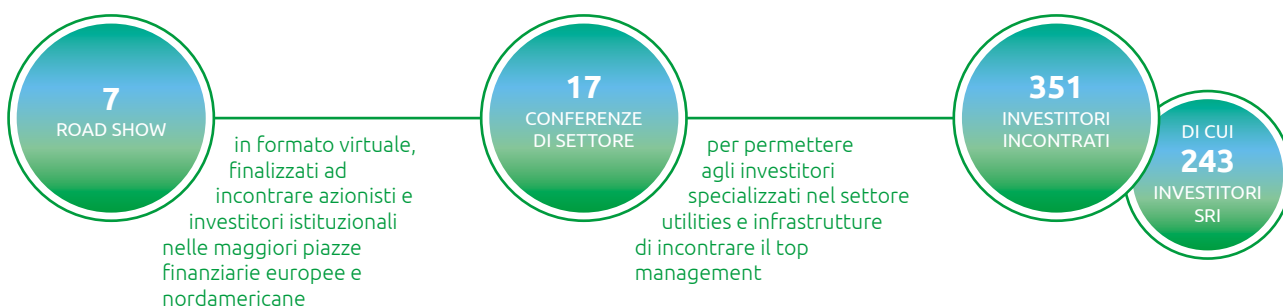 7
ROAD SHOW
in formato virtuale,
finalizzati ad
incontrare azionisti e
investitori istituzionali
nelle maggiori piazze
finanziarie europee e
nordamericane
17
CONFERENZE
DI SETTORE
per permettere
agli investitori
specializzati nel settore
utilities e infrastrutture
di incontrare il top
management
351
INVESTITORI
INCONTRATI
DI CUI
243
INVESTITORI
SRI